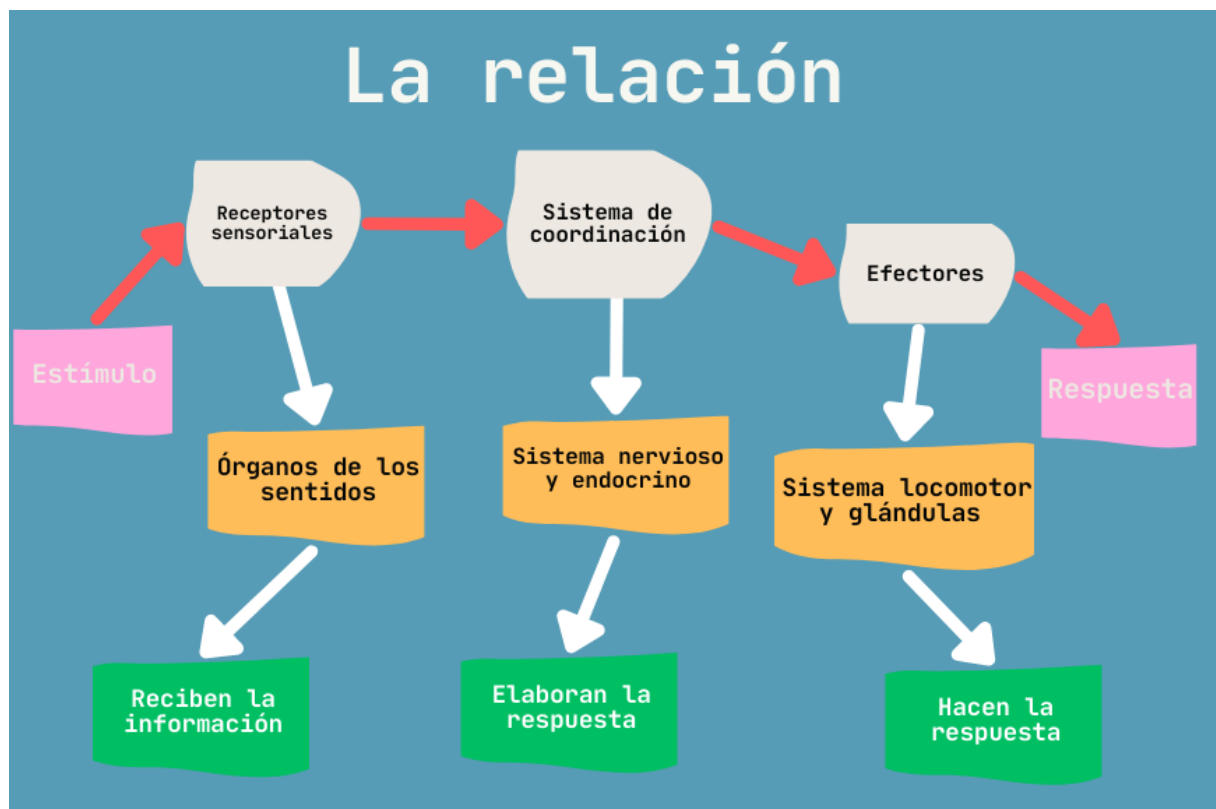 La relación
Receptores
sensoriales
Sistema de
coordinación
Efectores
Estímulo
Respuesta
Órganos de los
sentidos
Sistema nervioso
y endocrino
Sistema locomotor
y glándulas
Reciben la
información
Elaboran la
respuesta
Hacen la
respuesta